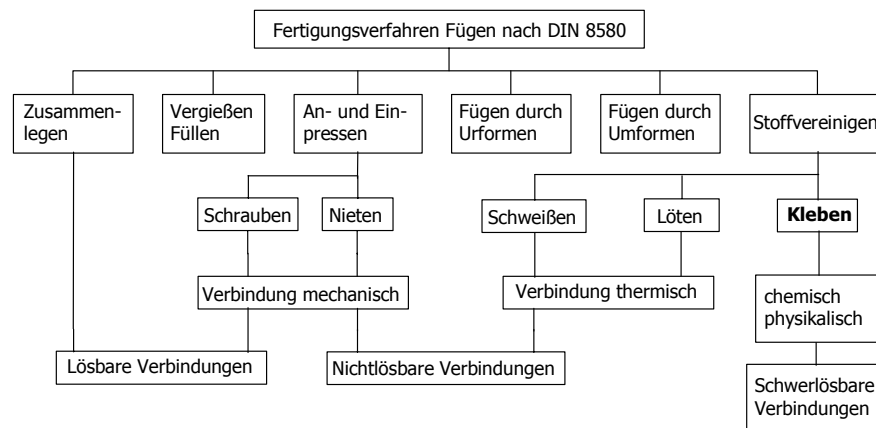 Fertigungsverfahren Fügen nach DIN 8580
Zusammen-
legen
Vergießen
Füllen
An- und Ein-
pressen
Fügen durch
Urformen
Fügen durch
Umformen
Stoffvereinigen
Schrauben
Nieten
Schweißen
Löten
Kleben
Verbindung mechanisch
Verbindung thermisch
chemisch
physikalisch
Lösbare Verbindungen
Nichtlösbare Verbindungen
Schwerlösbare
Verbindungen